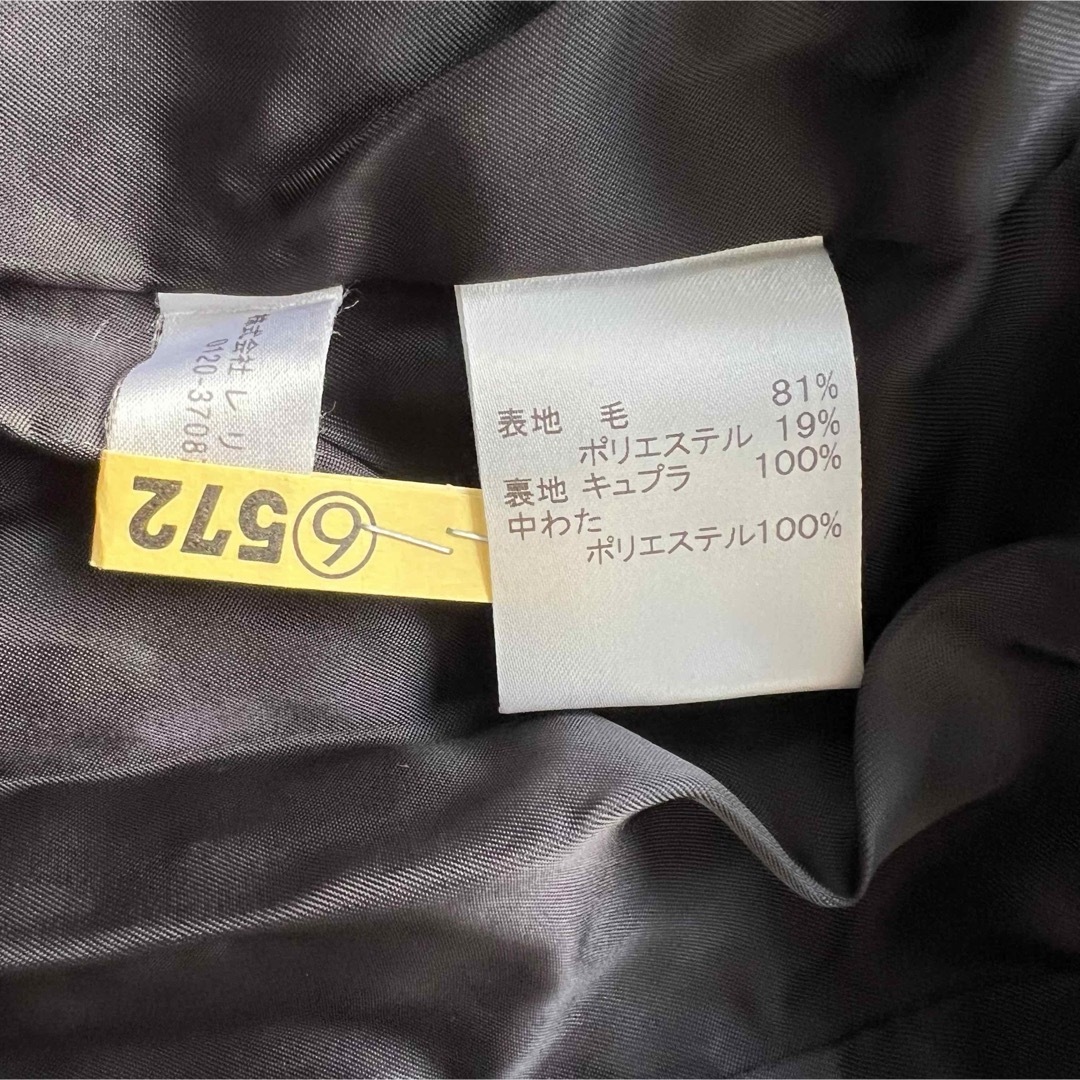 株式会社 レリ
0120-3708
⑥572
表地 毛 81%
ポリエステル 19%
裏地 キュプラ 100%
中わた
ポリエステル100%